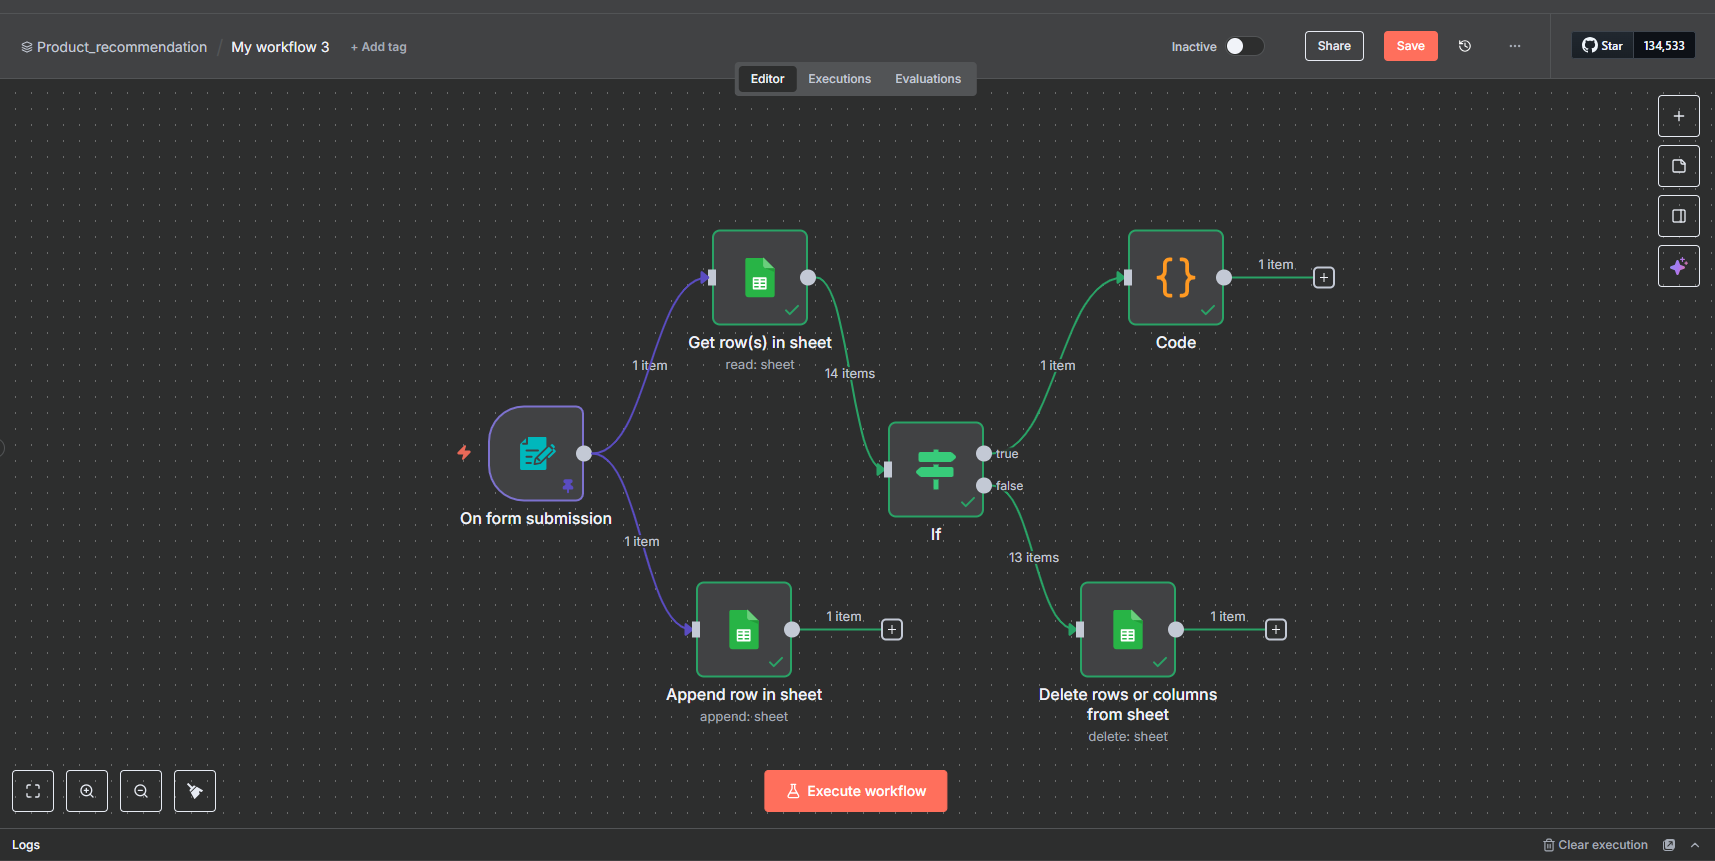 Product_recommendation / My workflow 3 + Add tag
Inactive
Share
Save
...
Star 134,533
Editor Executions Evaluations
1 item
Get row(s) in sheet
read: sheet
Code
1 item
14 items
1 item
true
false
On form submission
If
1 item
13 items
1 item
1 item
Append row in sheet
append: sheet
Delete rows or columns
from sheet
delete: sheet
Execute workflow
Logs
Clear execution